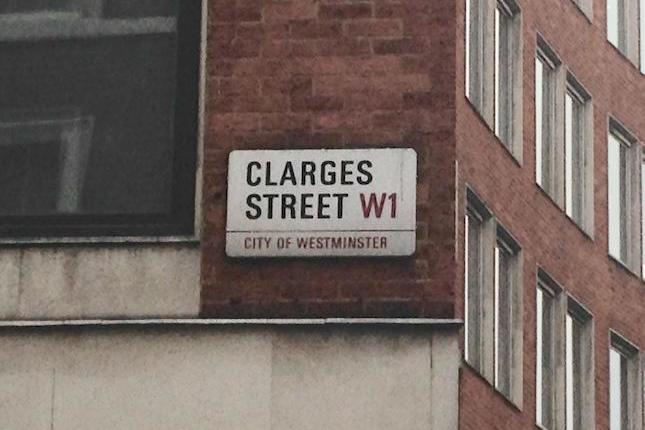 CLARGES
STREET W1
CITY OF WESTMINSTER